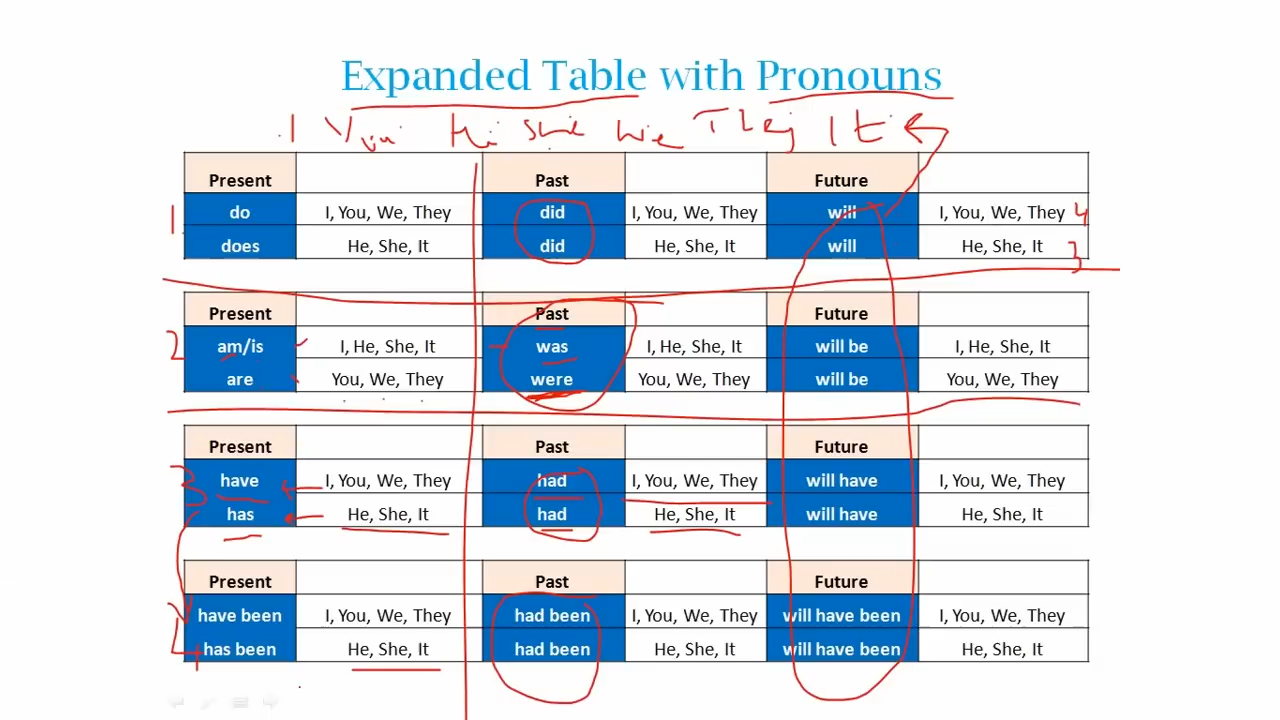 Expanded Table with Pronouns
I You He She We They It
Present Past Future
1 do I, You, We, They did I, You, We, They will I, You, We, They 4
does He, She, It did He, She, It will He, She, It 3
Present Past Future
2 am/is I, He, She, It was I, He, She, It will be I, He, She, It
are You, We, They were You, We, They will be You, We, They
Present Past Future
3 have I, You, We, They had I, You, We, They will have I, You, We, They
has He, She, It had He, She, It will have He, She, It
Present Past Future
have been I, You, We, They had been I, You, We, They will have been I, You, We, They
4 has been He, She, It had been He, She, It will have been He, She, It